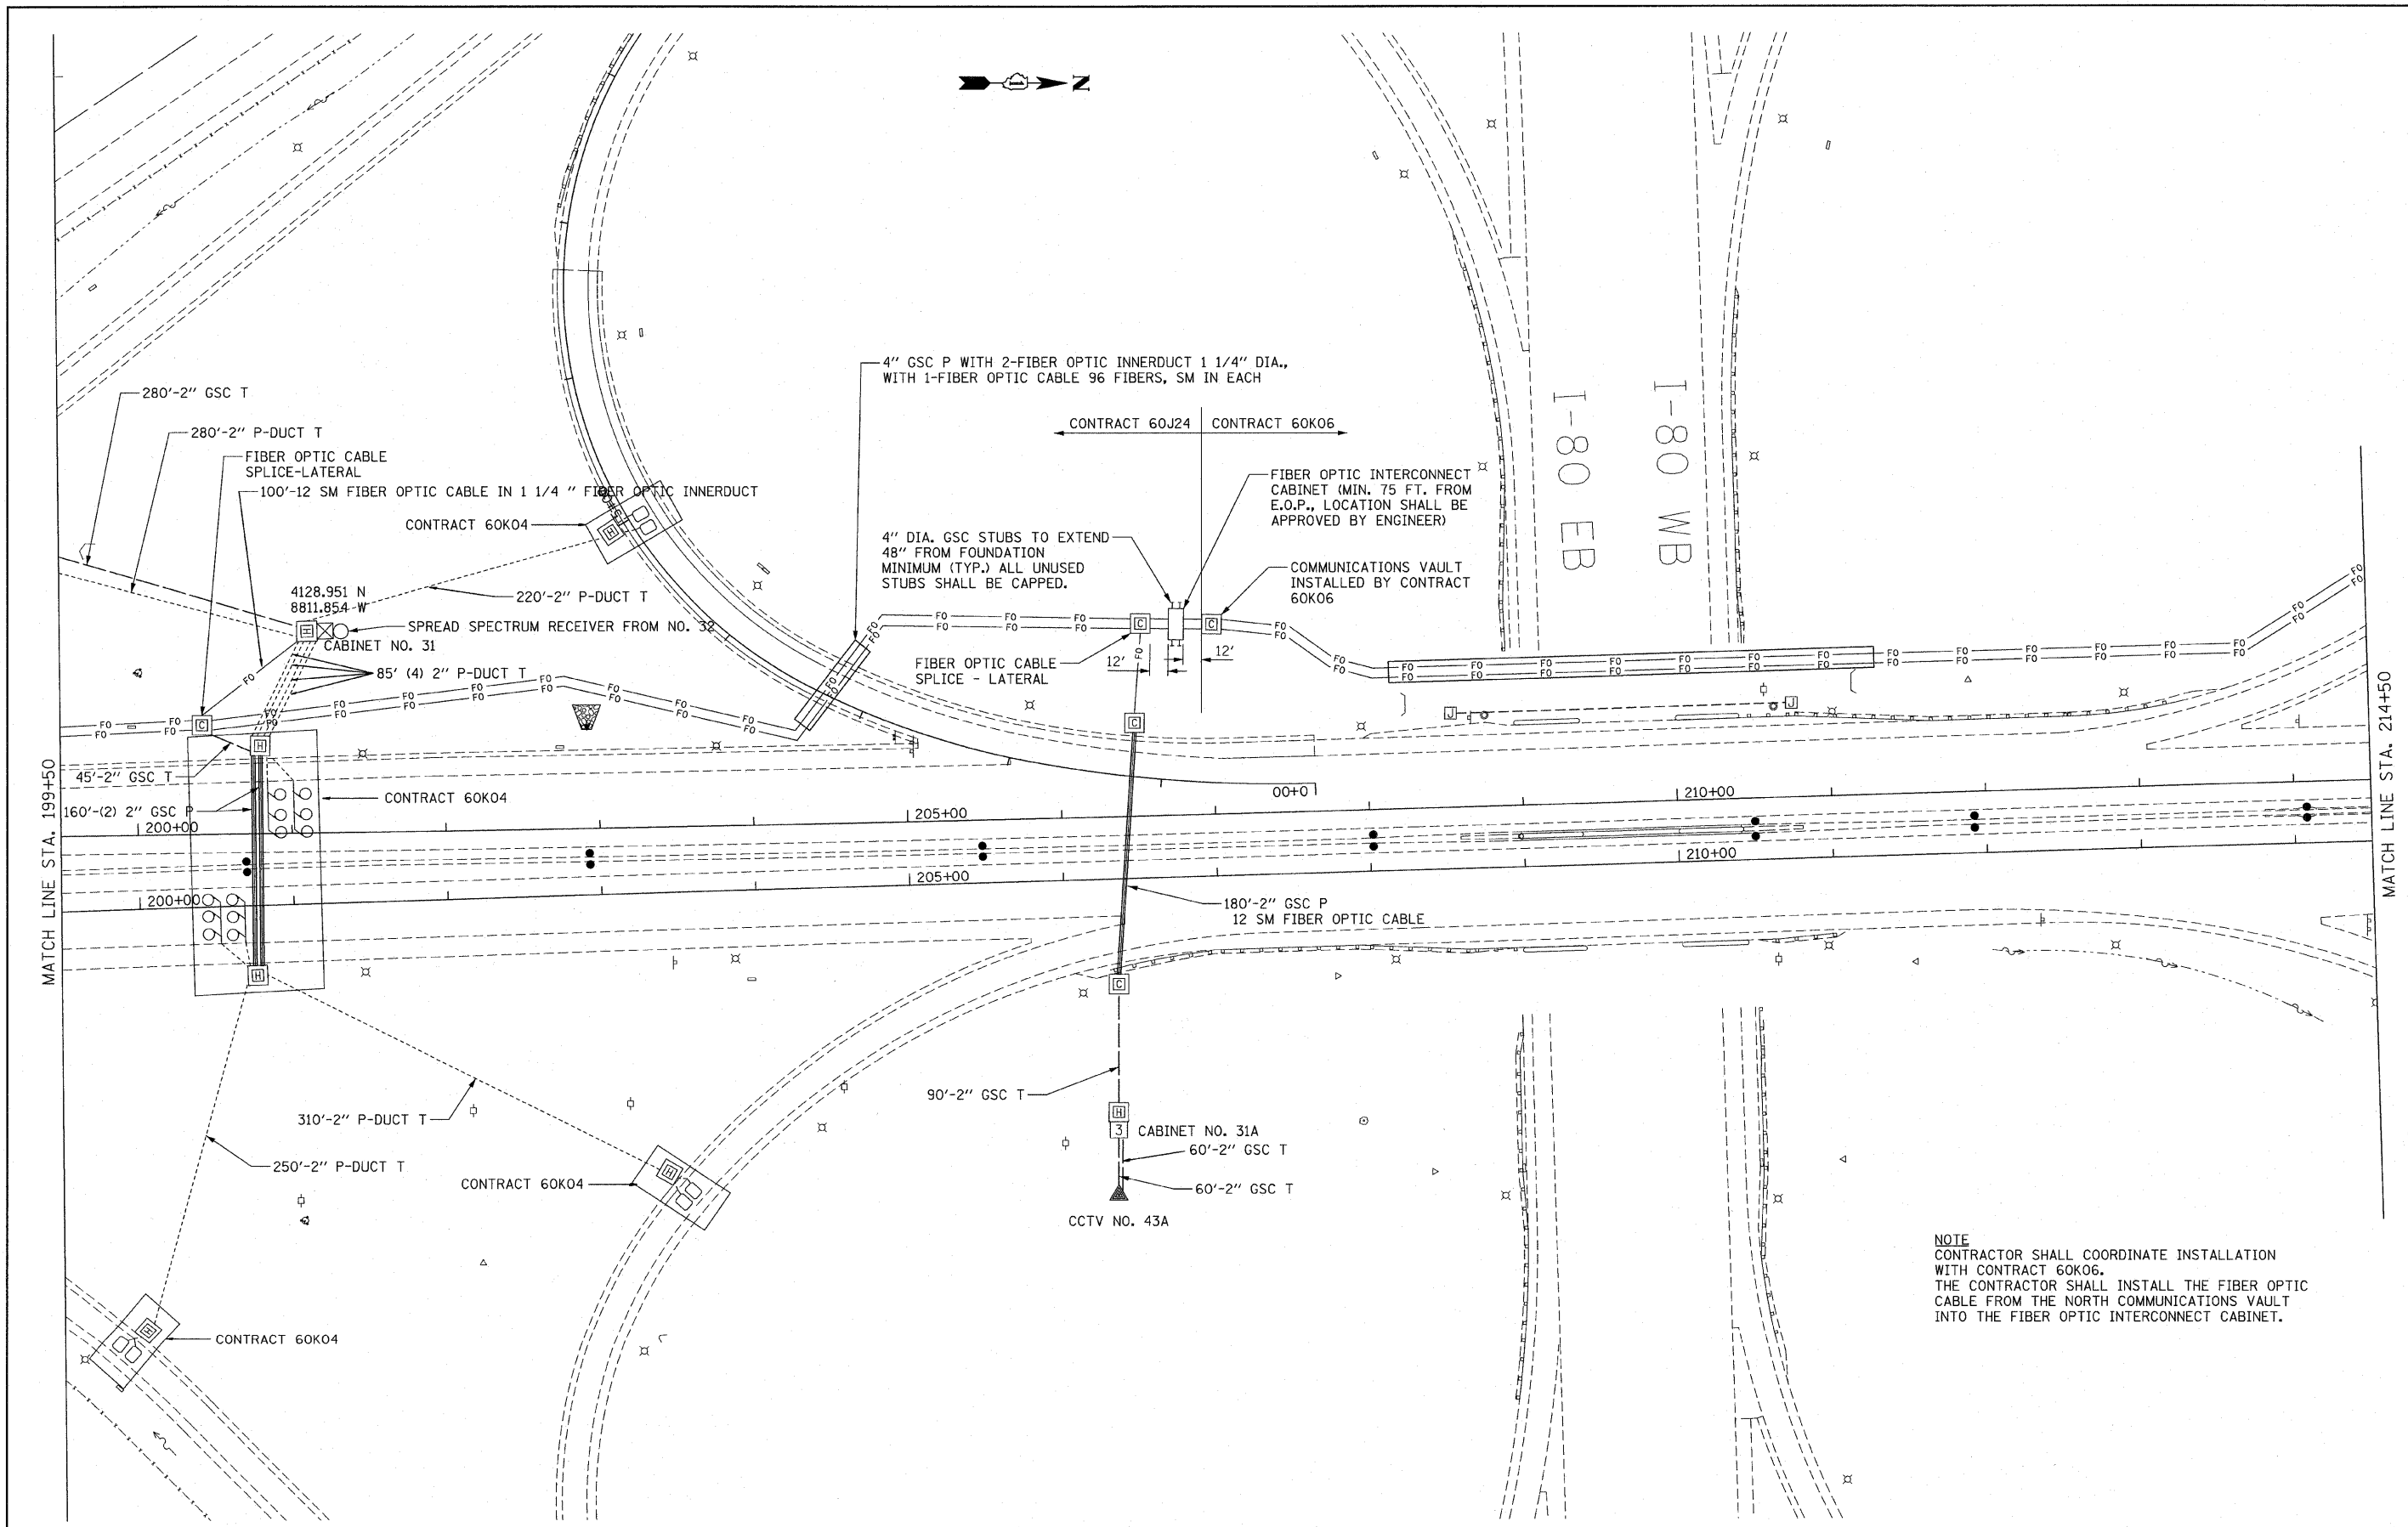 N
4" GSC P WITH 2-FIBER OPTIC INNERDUCT 1 1/4" DIA.,
WITH 1-FIBER OPTIC CABLE 96 FIBERS, SM IN EACH
280'-2" GSC T
280'-2" P-DUCT T
FIBER OPTIC CABLE
SPLICE-LATERAL
100'-12 SM FIBER OPTIC CABLE IN 1 1/4 " FIBER OPTIC INNERDUCT
CONTRACT 60K04
CONTRACT 60J24
CONTRACT 60K06
FIBER OPTIC INTERCONNECT
CABINET (MIN. 75 FT. FROM
E.O.P., LOCATION SHALL BE
APPROVED BY ENGINEER)
4" DIA. GSC STUBS TO EXTEND
48" FROM FOUNDATION
MINIMUM (TYP.) ALL UNUSED
STUBS SHALL BE CAPPED.
COMMUNICATIONS VAULT
INSTALLED BY CONTRACT
60K06
I-80 EB
I-80 WB
4128.951 N
8811.854 W
220'-2" P-DUCT T
SPREAD SPECTRUM RECEIVER FROM NO. 32
CABINET NO. 31
85' (4) 2" P-DUCT T
FIBER OPTIC CABLE
SPLICE - LATERAL
12'
12'
45'-2" GSC T
160'-(2) 2" GSC P
CONTRACT 60K04
200+00
205+00
00+0
210+00
200+00
205+00
210+00
MATCH LINE STA. 199+50
MATCH LINE STA. 214+50
180'-2" GSC P
12 SM FIBER OPTIC CABLE
90'-2" GSC T
H
3
CABINET NO. 31A
60'-2" GSC T
60'-2" GSC T
CCTV NO. 43A
310'-2" P-DUCT T
250'-2" P-DUCT T
CONTRACT 60K04
CONTRACT 60K04
NOTE
CONTRACTOR SHALL COORDINATE INSTALLATION
WITH CONTRACT 60K06.
THE CONTRACTOR SHALL INSTALL THE FIBER OPTIC
CABLE FROM THE NORTH COMMUNICATIONS VAULT
INTO THE FIBER OPTIC INTERCONNECT CABINET.